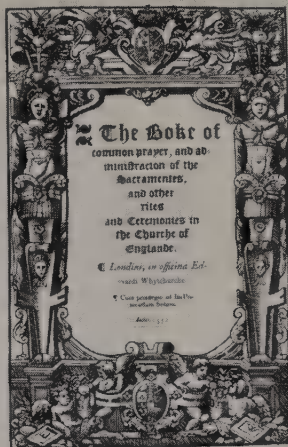 The Boke of
common prayer, and ad-
ministracion of the
Sacramentes,
and other
rites
and Ceremonies in
the Churche of
Englande.
¶ Londini, in officina Ed-
vvardi Whytchurche
¶ Cum